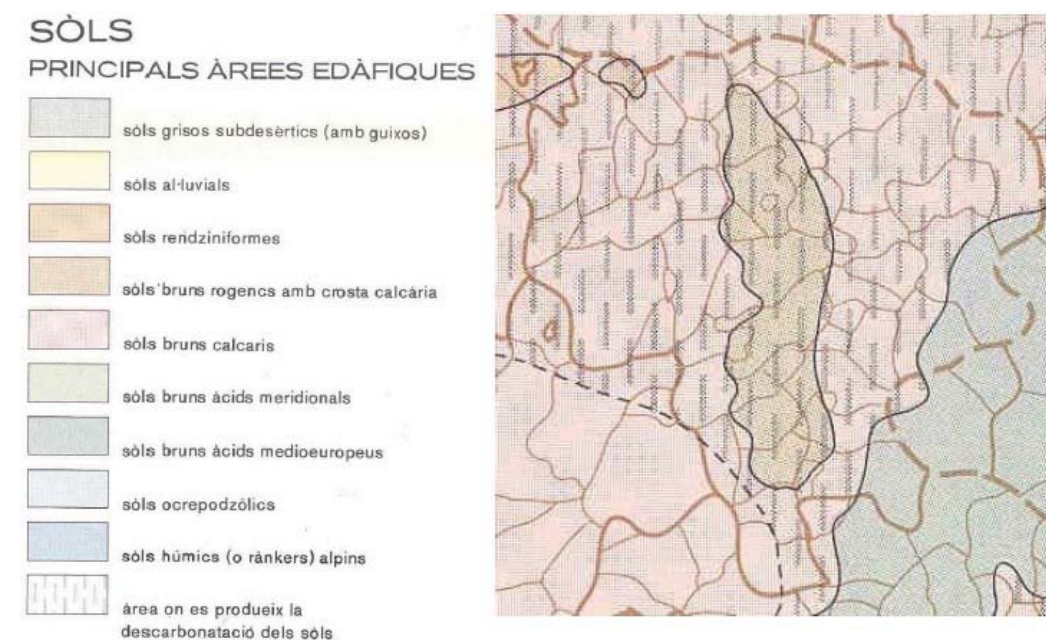 SÒLS
PRINCIPALS ÀREES EDÀFIQUES
sòls grisos subdesèrtics (amb guixos)
sòls al·luvials
sòls rendziniformes
sòls bruns rogencs amb crosta calcària
sòls bruns calcaris
sòls bruns àcids meridionals
sòls bruns àcids medioeuropeus
sòls ocrepodzòlics
sòls húmics (o ránkers) alpins
àrea on es produeix la
descarbonatació dels sòls